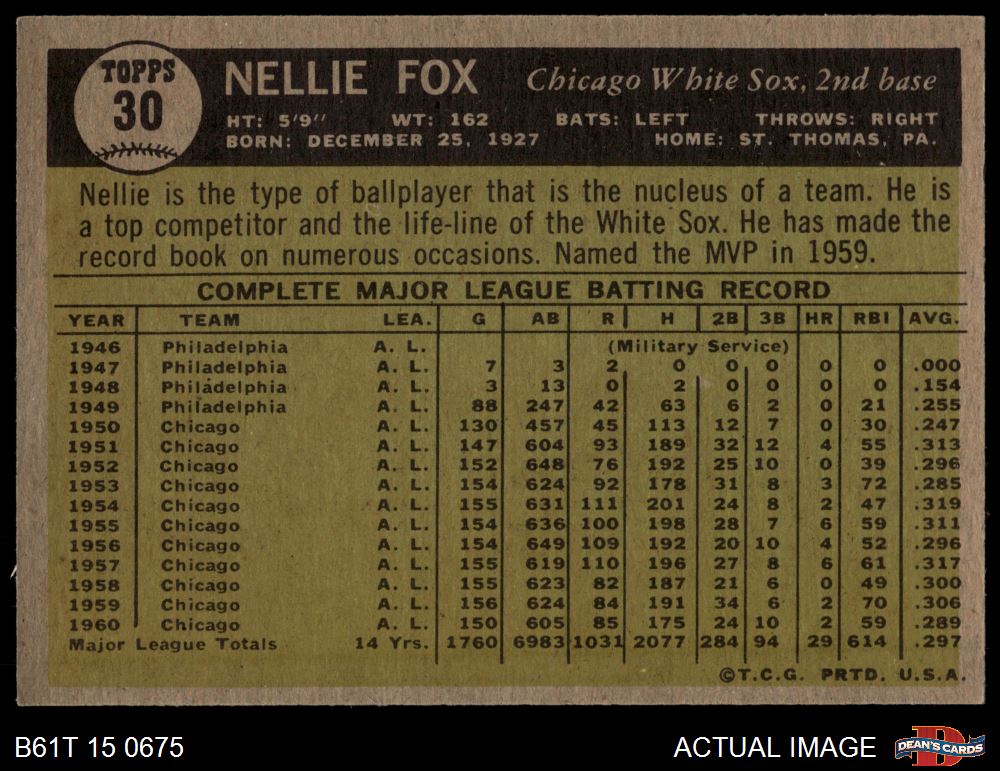 TOPPS
30
NELLIE FOX Chicago White Sox, 2nd base
HT: 5'9" WT: 162 BATS: LEFT THROWS: RIGHT
BORN: DECEMBER 25, 1927 HOME: ST. THOMAS, PA.
Nellie is the type of ballplayer that is the nucleus of a team. He is
a top competitor and the life-line of the White Sox. He has made the
record book on numerous occasions. Named the MVP in 1959.
COMPLETE MAJOR LEAGUE BATTING RECORD
YEAR TEAM LEA. G AB R H 2B 3B HR RBI AVG.
1946 Philadelphia A. L. (Military Service)
1947 Philadelphia A. L. 7 3 2 0 0 0 0 0 .000
1948 Philadelphia A. L. 3 13 0 2 0 0 0 0 .154
1949 Philadelphia A. L. 88 247 42 63 6 2 0 21 .255
1950 Chicago A. L. 130 457 45 113 12 7 0 30 .247
1951 Chicago A. L. 147 604 93 189 32 12 4 55 .313
1952 Chicago A. L. 152 648 76 192 25 10 0 39 .296
1953 Chicago A. L. 154 624 92 178 31 8 3 72 .285
1954 Chicago A. L. 155 631 111 201 24 8 2 47 .319
1955 Chicago A. L. 154 636 100 198 28 7 6 59 .311
1956 Chicago A. L. 154 649 109 192 20 10 4 52 .296
1957 Chicago A. L. 155 619 110 196 27 8 6 61 .317
1958 Chicago A. L. 155 623 82 187 21 6 0 49 .300
1959 Chicago A. L. 156 624 84 191 34 6 2 70 .306
1960 Chicago A. L. 150 605 85 175 24 10 2 59 .289
Major League Totals 14 Yrs. 1760 6983 1031 2077 284 94 29 614 .297
©T.C.G. PRTD. U.S.A.
B61T 15 0675 ACTUAL IMAGE DEAN'S CARDS